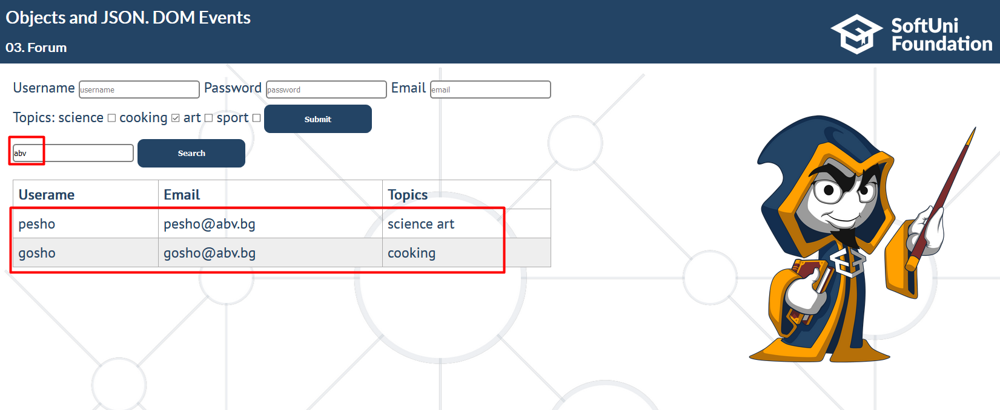 Objects and JSON. DOM Events
SoftUni
Foundation
03. Forum
Username username Password password Email email
Topics: science cooking art sport Submit
abv Search
Userame Email Topics
pesho pesho@abv.bg science art
gosho gosho@abv.bg cooking